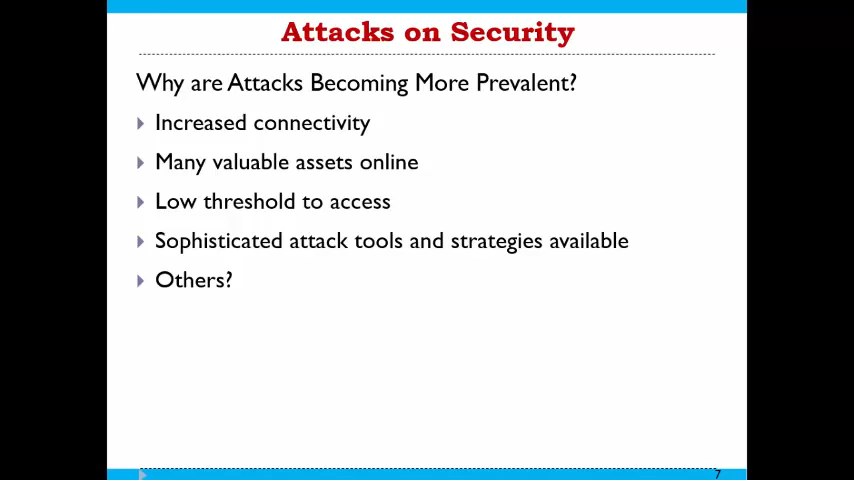 Attacks on Security
Why are Attacks Becoming More Prevalent?
Increased connectivity
Many valuable assets online
Low threshold to access
Sophisticated attack tools and strategies available
Others?
7